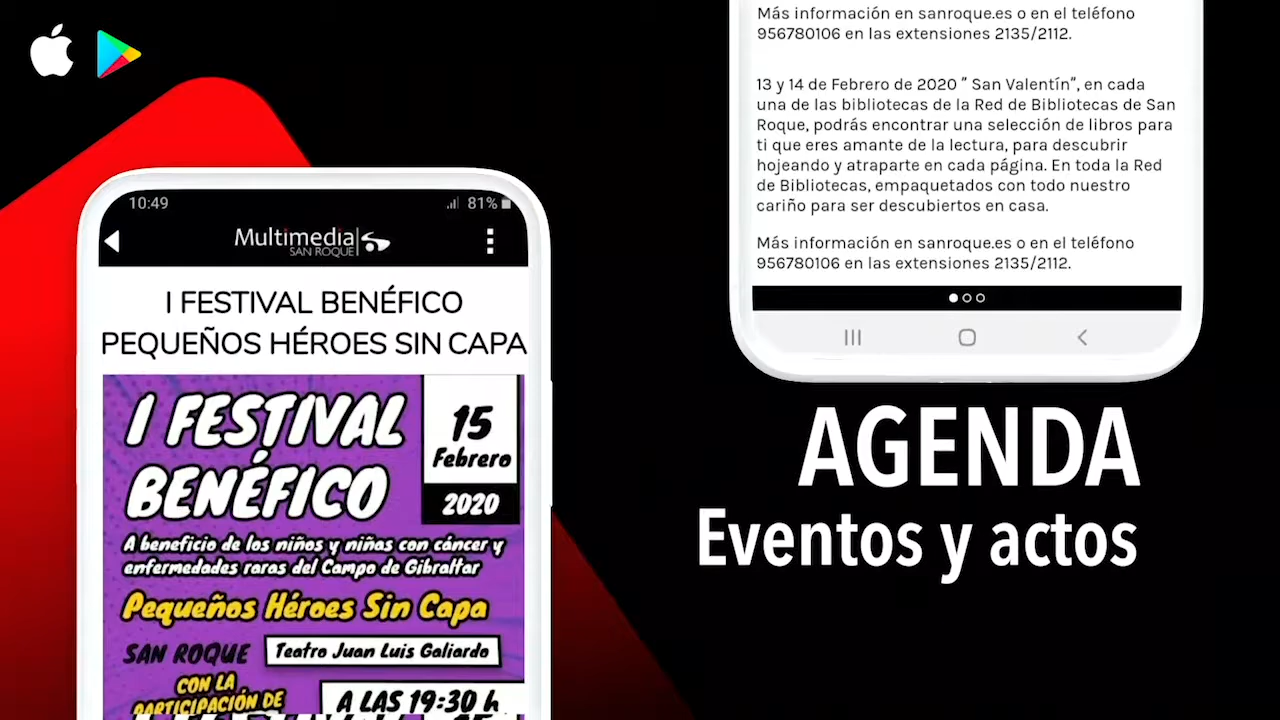 10:49
81%
Multimedia
SAN ROQUE
I FESTIVAL BENÉFICO
PEQUEÑOS HÉROES SIN CAPA
I FESTIVAL
BENÉFICO
15
Febrero
2020
A beneficio de los niños y niñas con cáncer y
enfermedades raras del Campo de Gibraltar
Pequeños Héroes Sin Capa
SAN ROQUE
Teatro Juan Luis Galiardo
CON LA
PARTICIPACIÓN DE
A LAS 19:30 h
Más información en sanroque.es o en el teléfono
956780106 en las extensiones 2135/2112.
13 y 14 de Febrero de 2020 ” San Valentín”, en cada
una de las bibliotecas de la Red de Bibliotecas de San
Roque, podrás encontrar una selección de libros para
ti que eres amante de la lectura, para descubrir
hojeando y atraparte en cada página. En toda la Red
de Bibliotecas, empaquetados con todo nuestro
cariño para ser descubiertos en casa.
Más información en sanroque.es o en el teléfono
956780106 en las extensiones 2135/2112.
AGENDA
Eventos y actos